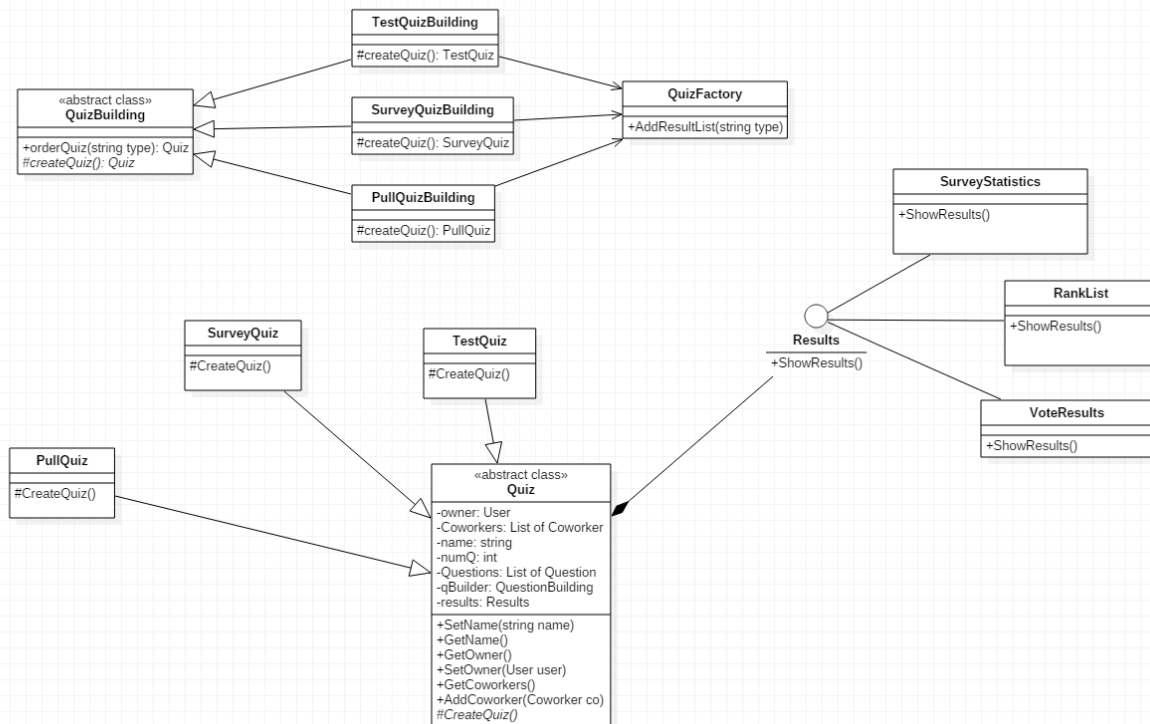 TestQuizBuilding
#createQuiz(): TestQuiz
«abstract class»
QuizBuilding
+orderQuiz(string type): Quiz
#createQuiz(): Quiz
SurveyQuizBuilding
#createQuiz(): SurveyQuiz
PullQuizBuilding
#createQuiz(): PullQuiz
QuizFactory
+AddResultList(string type)
SurveyStatistics
+ShowResults()
RankList
+ShowResults()
Results
+ShowResults()
VoteResults
+ShowResults()
SurveyQuiz
#CreateQuiz()
TestQuiz
#CreateQuiz()
PullQuiz
#CreateQuiz()
«abstract class»
Quiz
-owner: User
-Coworkers: List of Coworker
-name: string
-numQ: int
-Questions: List of Question
-qBuilder: QuestionBuilding
-results: Results
+SetName(string name)
+GetName()
+GetOwner()
+SetOwner(User user)
+GetCoworkers()
+AddCoworker(Coworker co)
#CreateQuiz()